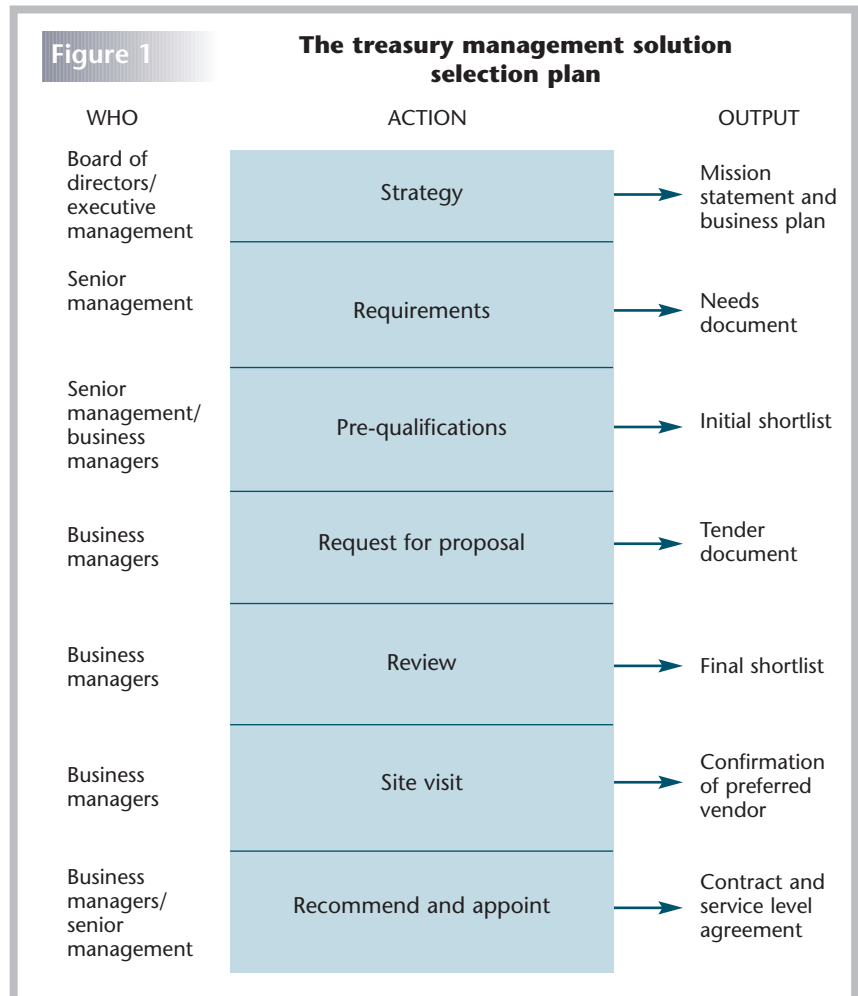 Figure 1
The treasury management solution
selection plan
WHO
ACTION
OUTPUT
Board of
directors/
executive
management
Strategy
Mission
statement and
business plan
Senior
management
Requirements
Needs
document
Senior
management/
business
managers
Pre-qualifications
Initial shortlist
Business
managers
Request for proposal
Tender
document
Business
managers
Review
Final shortlist
Business
managers
Site visit
Confirmation
of preferred
vendor
Business
managers/
senior
management
Recommend and appoint
Contract and
service level
agreement